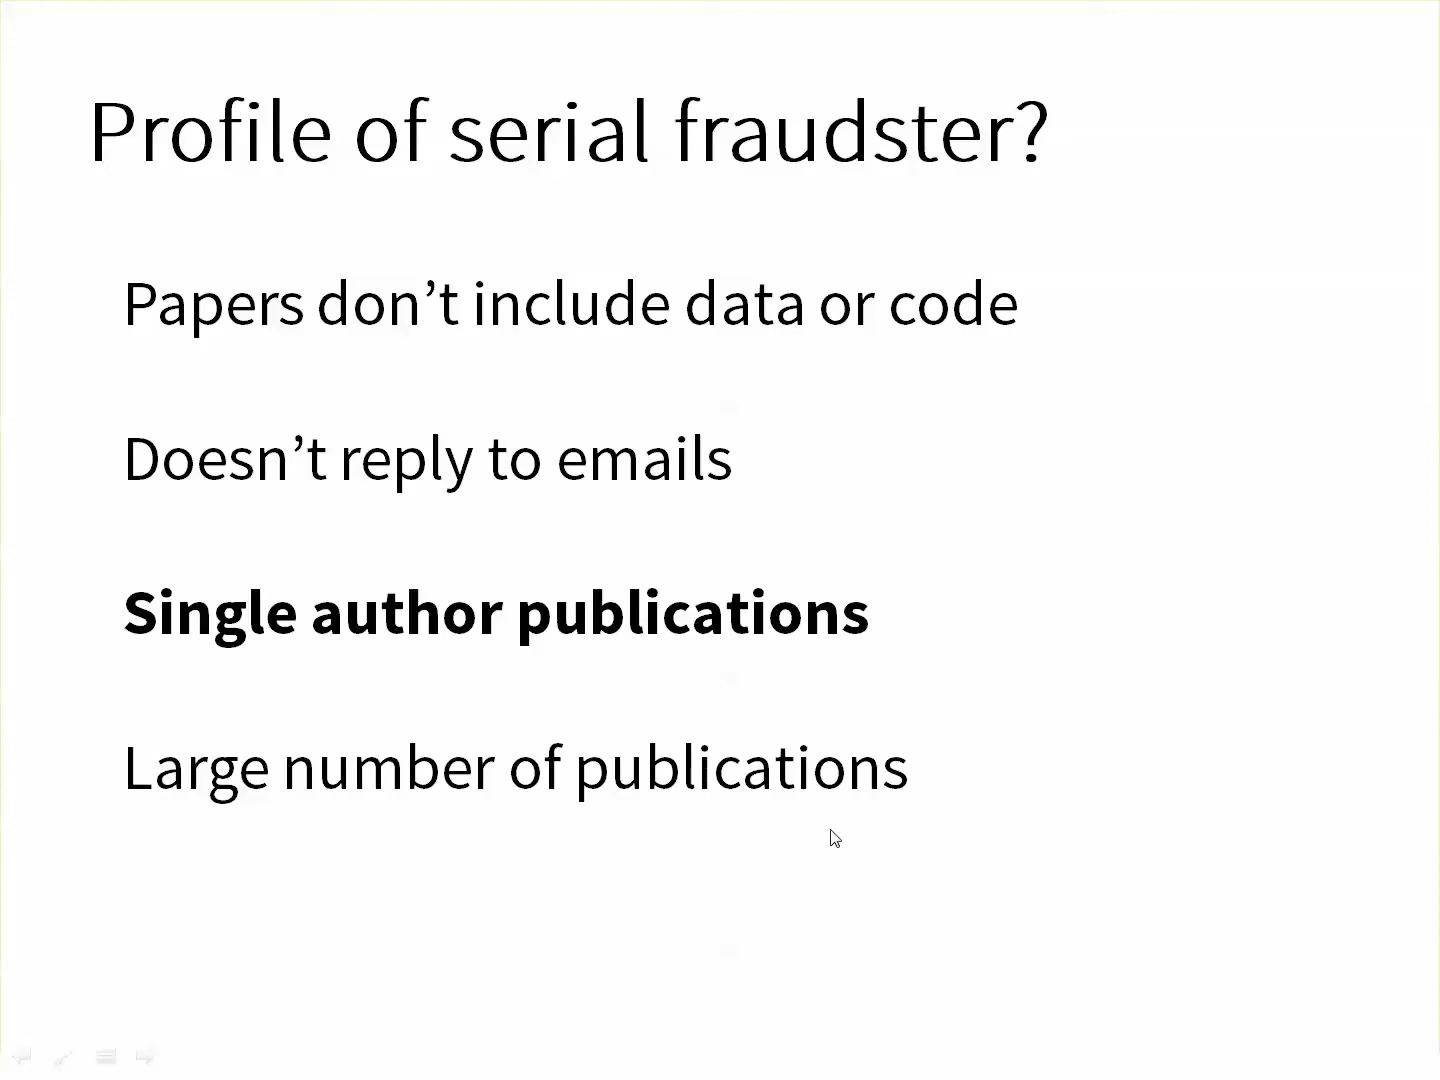 Profile of serial fraudster?
Papers don’t include data or code
Doesn’t reply to emails
Single author publications
Large number of publications